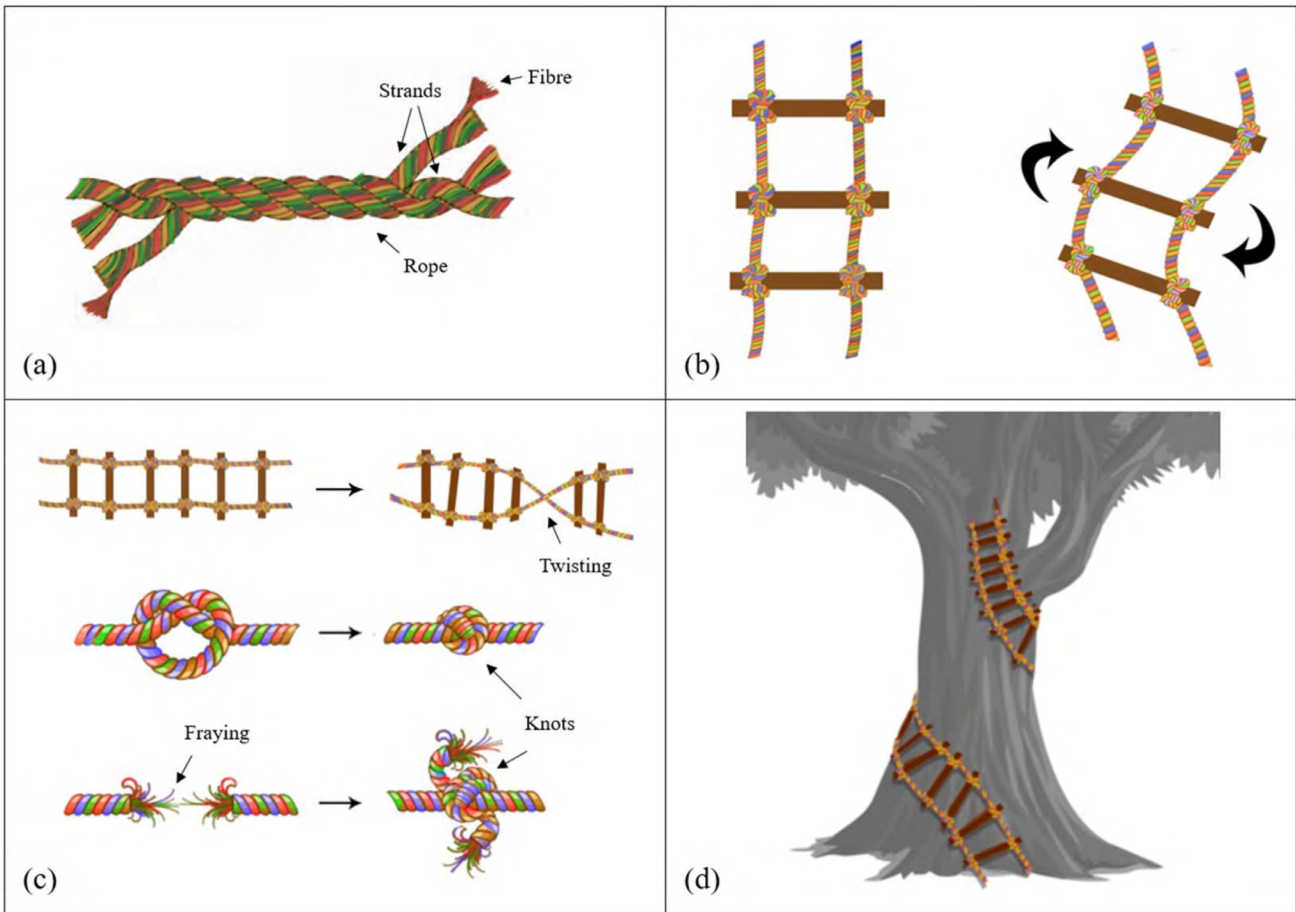 Fibre
Strands
Rope
(a)
(b)
Twisting
Knots
Fraying
(c)
(d)